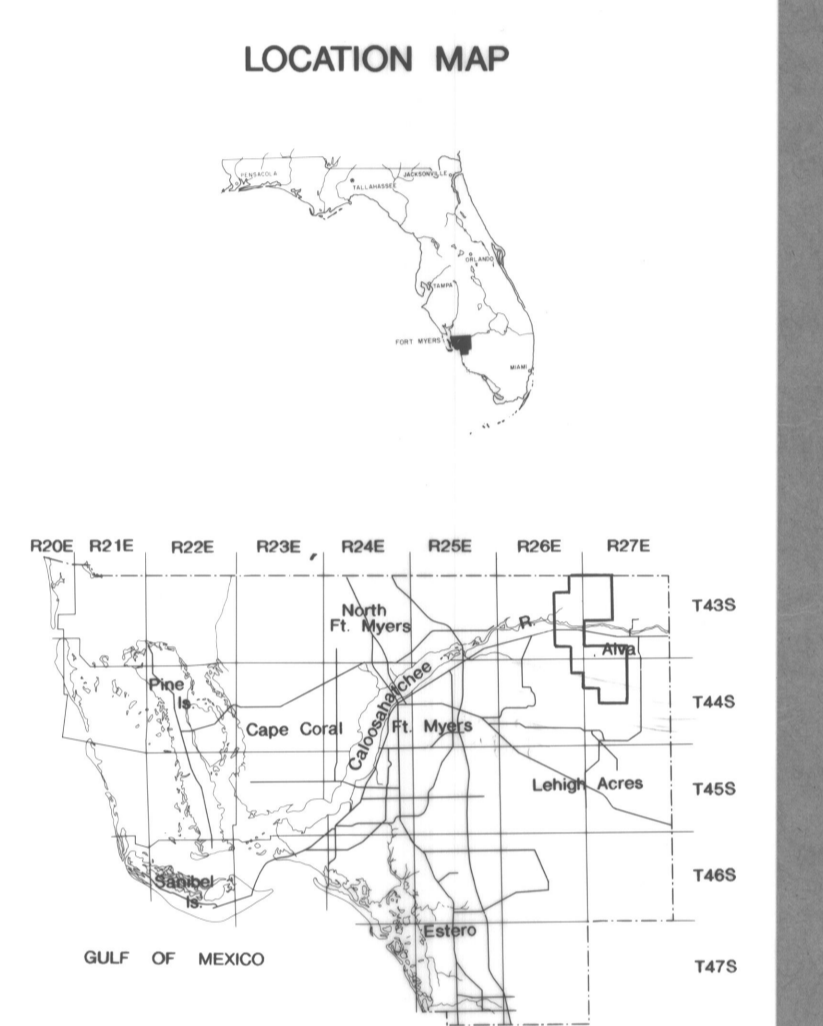 LOCATION MAP
PENSACOLA
TALLAHASSEE
JACKSONVILLE
ORLANDO
TAMPA
FORT MYERS
MIAMI
R20E R21E R22E R23E R24E R25E R26E R27E
T43S
North
Ft. Myers
R.
Alva
T44S
Pine
Is.
Cape Coral
Caloosahatchee
Ft. Myers
Lehigh Acres
T45S
T46S
Sanibel
Is.
Estero
GULF OF MEXICO
T47S